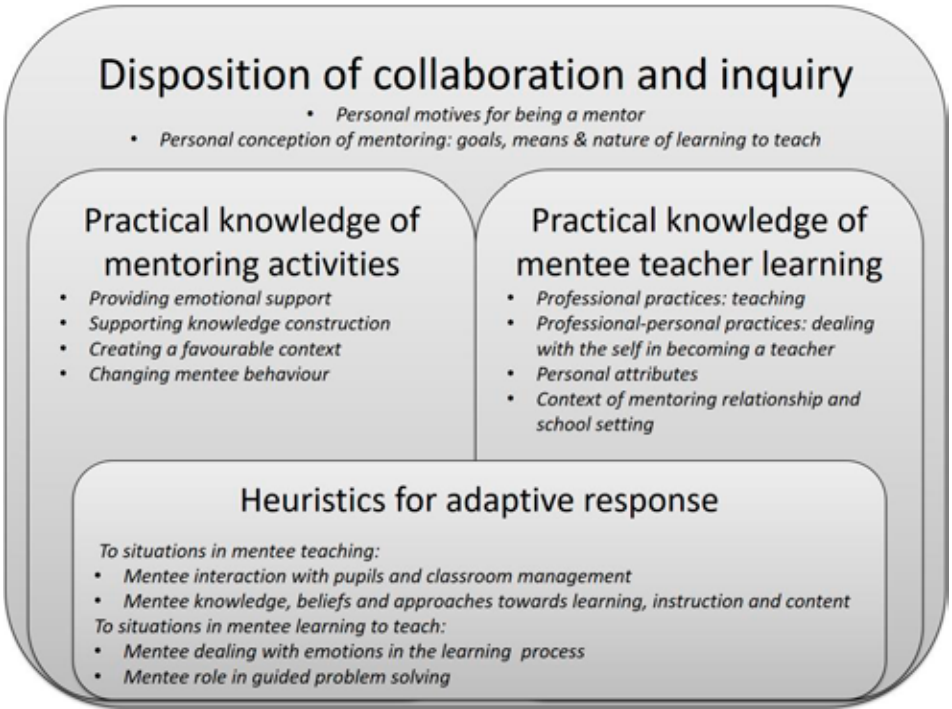 Disposition of collaboration and inquiry
• Personal motives for being a mentor
• Personal conception of mentoring: goals, means & nature of learning to teach
Practical knowledge of
mentoring activities
• Providing emotional support
• Supporting knowledge construction
• Creating a favourable context
• Changing mentee behaviour
Practical knowledge of
mentee teacher learning
• Professional practices: teaching
• Professional-personal practices: dealing
with the self in becoming a teacher
• Personal attributes
• Context of mentoring relationship and
school setting
Heuristics for adaptive response
To situations in mentee teaching:
• Mentee interaction with pupils and classroom management
• Mentee knowledge, beliefs and approaches towards learning, instruction and content
To situations in mentee learning to teach:
• Mentee dealing with emotions in the learning process
• Mentee role in guided problem solving